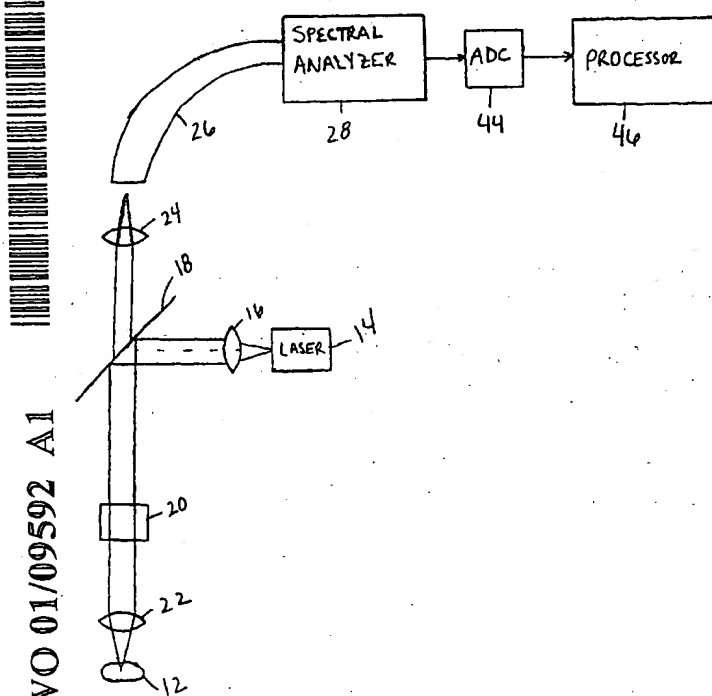 SPECTRAL
ANALYZER
ADC
PROCESSOR
26
28
44
46
24
18
16
LASER
14
20
22
12
WO 01/09592 A1